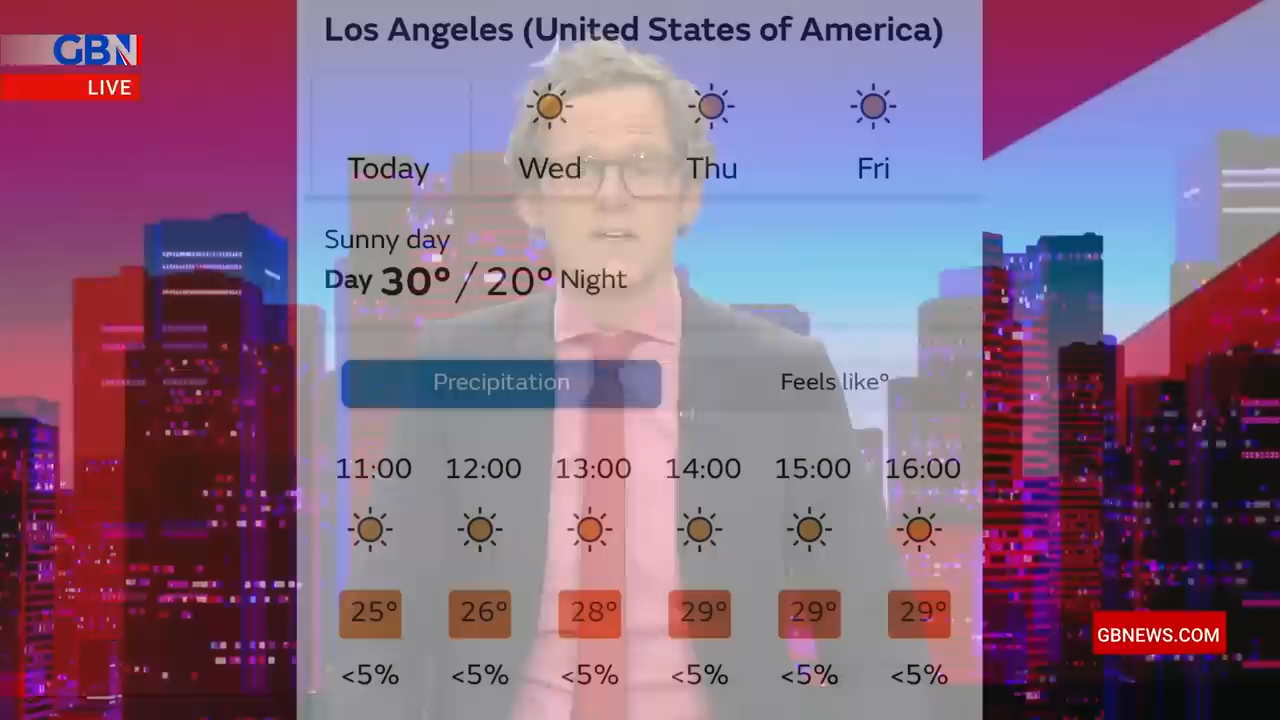 Los Angeles (United States of America)
GBN
LIVE
Today Wed Thu Fri
Sunny day
Day 30° / 20° Night
Precipitation Feels like°
11:00 12:00 13:00 14:00 15:00 16:00
25° 26° 28° 29° 29° 29°
<5% <5% <5% <5% <5% <5%
GBNEWS.COM